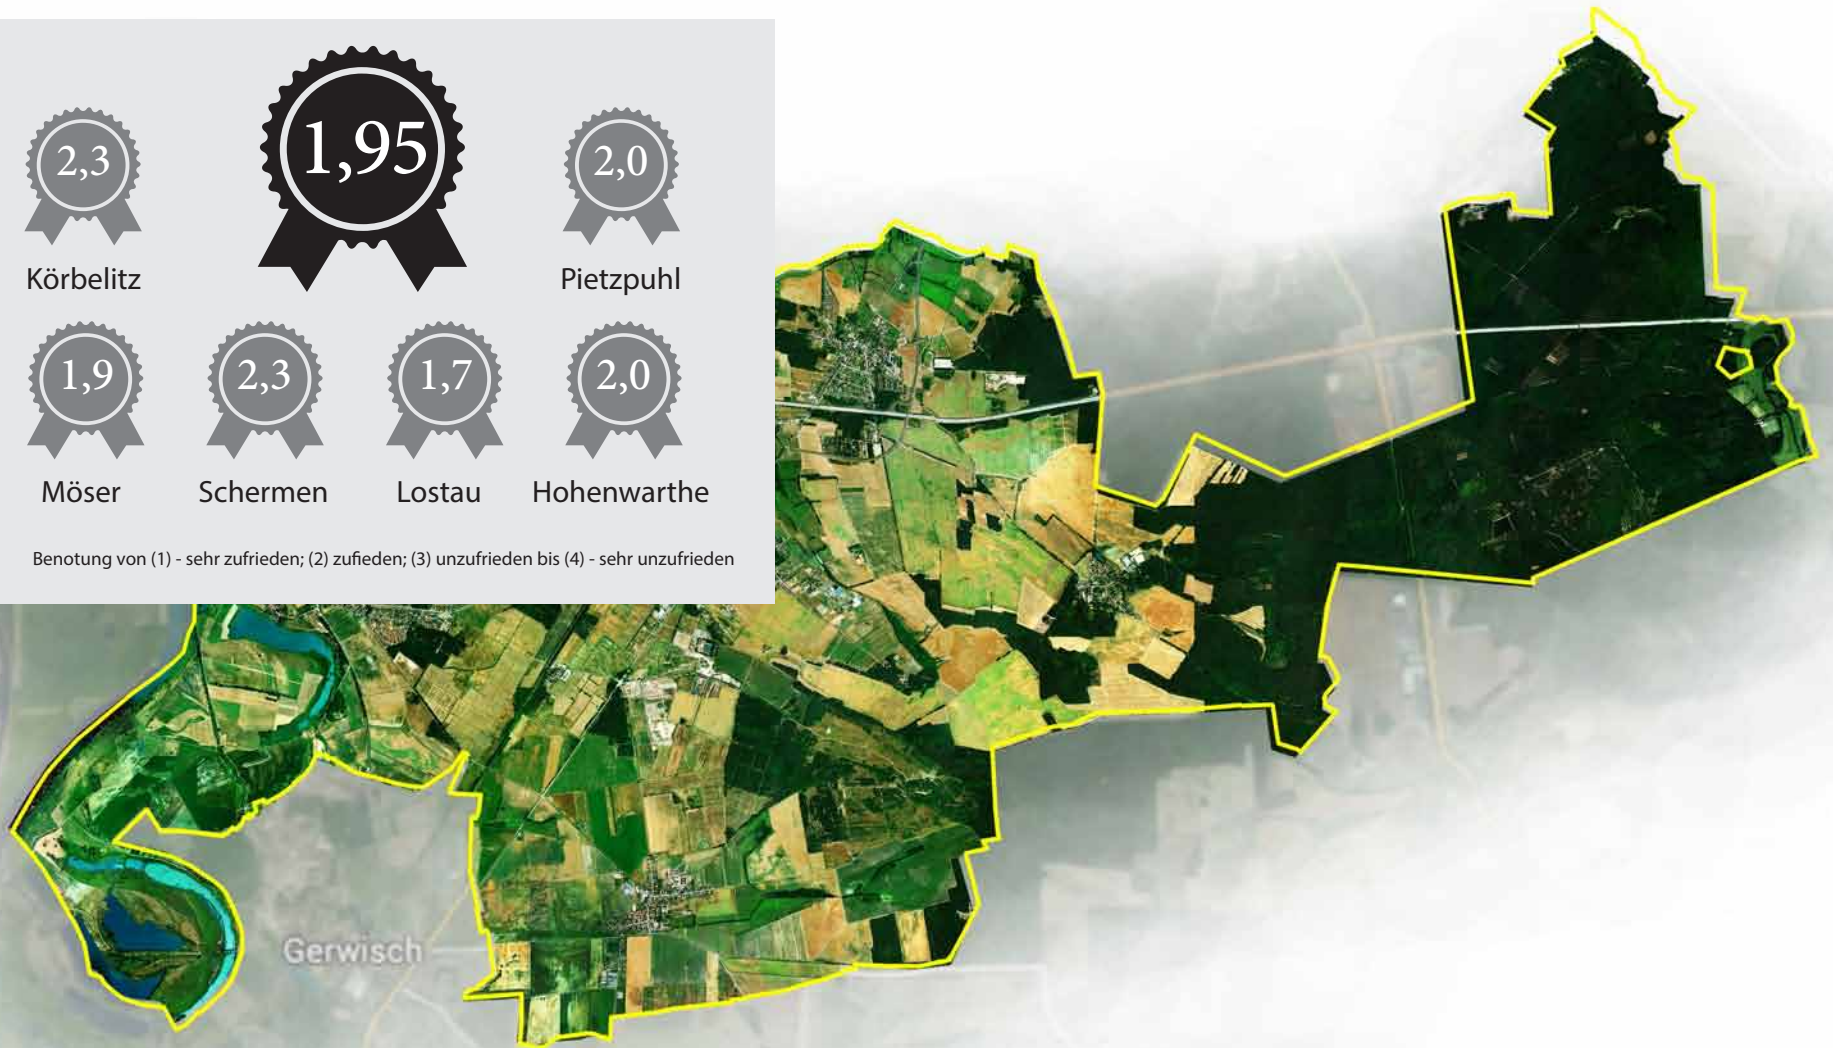 1,95
2,3
2,0
Körbelitz
Pietzpuhl
1,9
2,3
1,7
2,0
Möser
Schermen
Lostau
Hohenwarthe
Benotung von (1) - sehr zufrieden; (2) zufieden; (3) unzufrieden bis (4) - sehr unzufrieden
Gerwisch